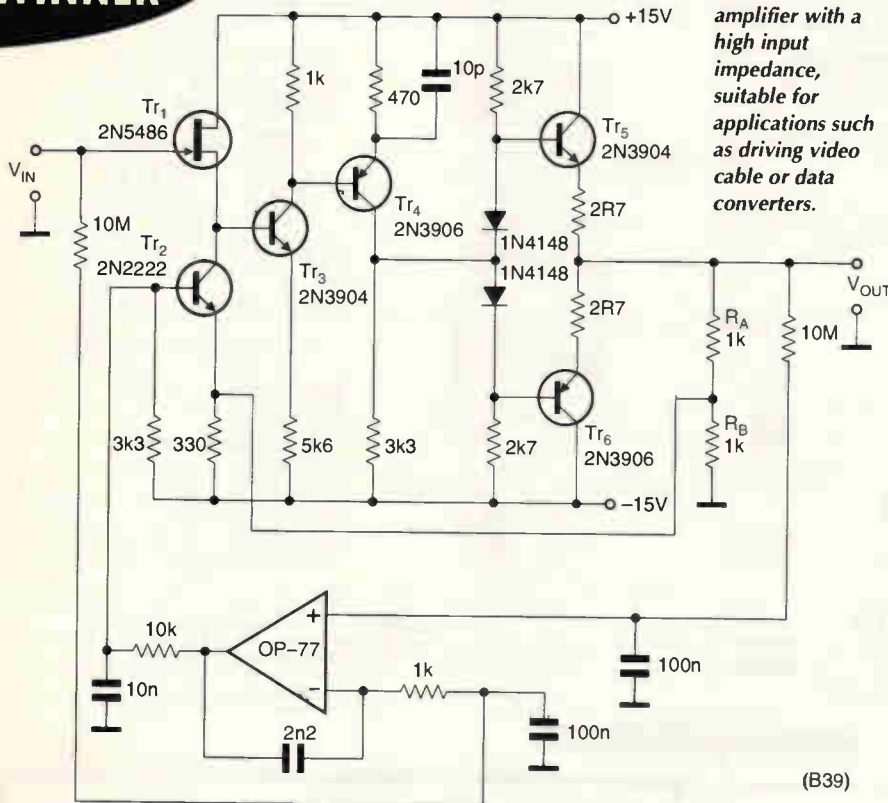 WINNER
amplifier with a
high input
impedance,
suitable for
applications such
as driving video
cable or data
converters.
+15V
1k
470
10p
2k7
Tr1
2N5486
Tr5
2N3904
VIN
10M
Tr4
2N3906
2R7
1N4148
Tr2
2N2222
Tr3
2N3904
1N4148
2R7
VOUT
RA
1k
10M
3k3
330
5k6
3k3
2k7
Tr6
2N3906
RB
1k
–15V
10k
+
OP–77
–
1k
100n
10n
2n2
100n
(B39)